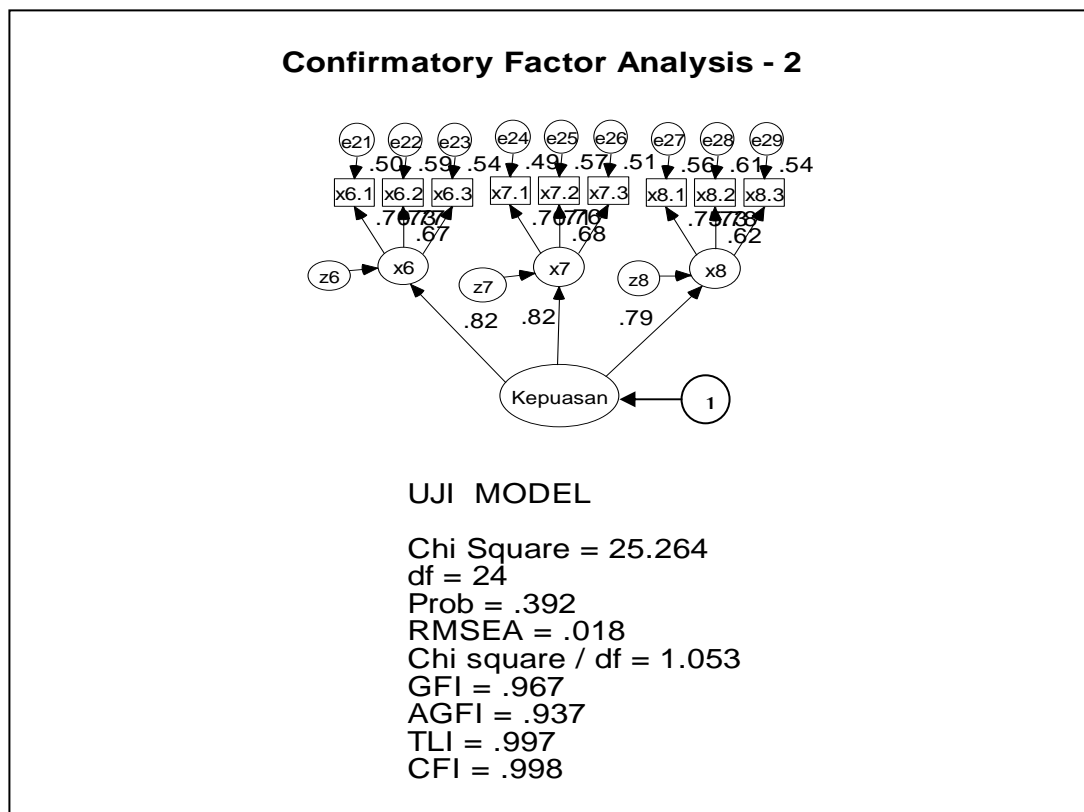 Confirmatory Factor Analysis - 2
e21 e22 e23 e24 e25 e26 e27 e28 e29
.50 .59 .54 .49 .57 .51 .56 .61 .54
x6.1 x6.2 x6.3 x7.1 x7.2 x7.3 x8.1 x8.2 x8.3
.67 .68 .62
z6 x6 z7 x7 z8 x8
.82 .82 .79
Kepuasan 1
UJI MODEL
Chi Square = 25.264
df = 24
Prob = .392
RMSEA = .018
Chi square / df = 1.053
GFI = .967
AGFI = .937
TLI = .997
CFI = .998